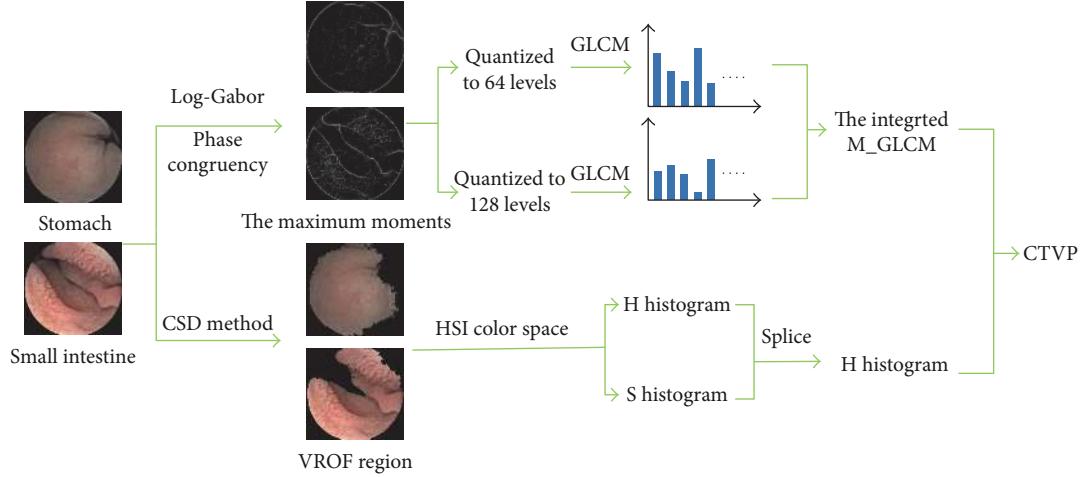 Stomach
Small intestine
Log-Gabor
Phase
congruency
CSD method
The maximum moments
VROF region
Quantized
to 64 levels
GLCM
. . . .
Quantized to
128 levels
GLCM
. . . .
The integrted
M_GLCM
HSI color space
H histogram
S histogram
Splice
H histogram
CTVP